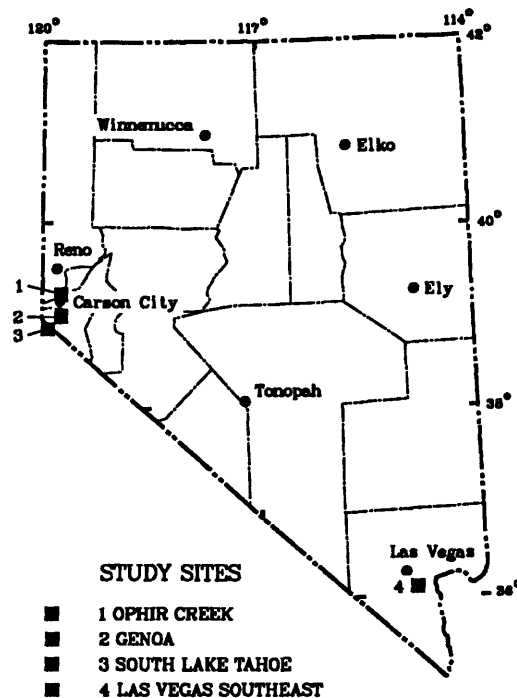 120°
117°
114°
42°
Winnemucca
Elko
40°
Reno
1
Carson City
Ely
2
3
Tonopah
38°
Las Vegas
4
36°
STUDY SITES
1 OPHIR CREEK
2 GENOA
3 SOUTH LAKE TAHOE
4 LAS VEGAS SOUTHEAST